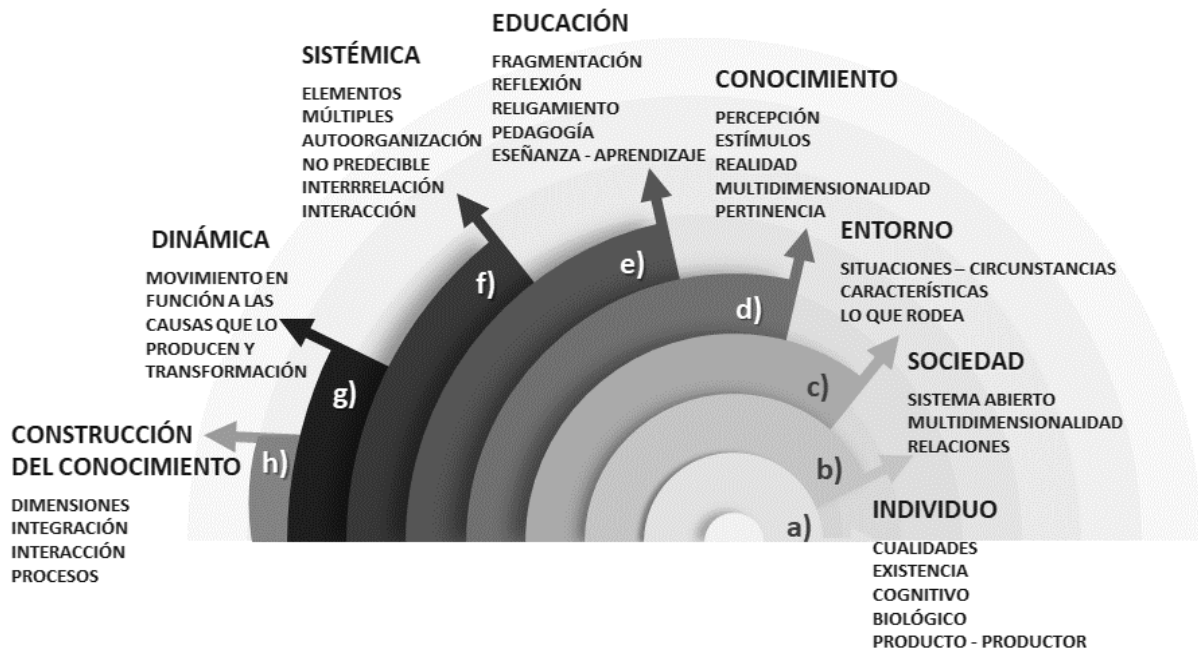 EDUCACIÓN
FRAGMENTACIÓN
REFLEXIÓN
RELIGAMIENTO
PEDAGOGÍA
ESEÑANZA - APRENDIZAJE
SISTÉMICA
ELEMENTOS
MÚLTIPLES
AUTOORGANIZACIÓN
NO PREDECIBLE
INTERRRELACIÓN
INTERACCIÓN
CONOCIMIENTO
PERCEPCIÓN
ESTÍMULOS
REALIDAD
MULTIDIMENSIONALIDAD
PERTINENCIA
DINÁMICA
MOVIMIENTO EN
FUNCIÓN A LAS
CAUSAS QUE LO
PRODUCEN Y
TRANSFORMACIÓN
ENTORNO
SITUACIONES – CIRCUNSTANCIAS
CARACTERÍSTÍCAS
LO QUE RODEA
SOCIEDAD
SISTEMA ABIERTO
MULTIDIMENSIONALIDAD
RELACIONES
CONSTRUCCIÓN
DEL CONOCIMIENTO
DIMENSIONES
INTEGRACIÓN
INTERACCIÓN
PROCESOS
INDIVIDUO
CUALIDADES
EXISTENCIA
COGNITIVO
BIOLÓGICO
PRODUCTO - PRODUCTOR
a)
b)
c)
d)
e)
f)
g)
h)